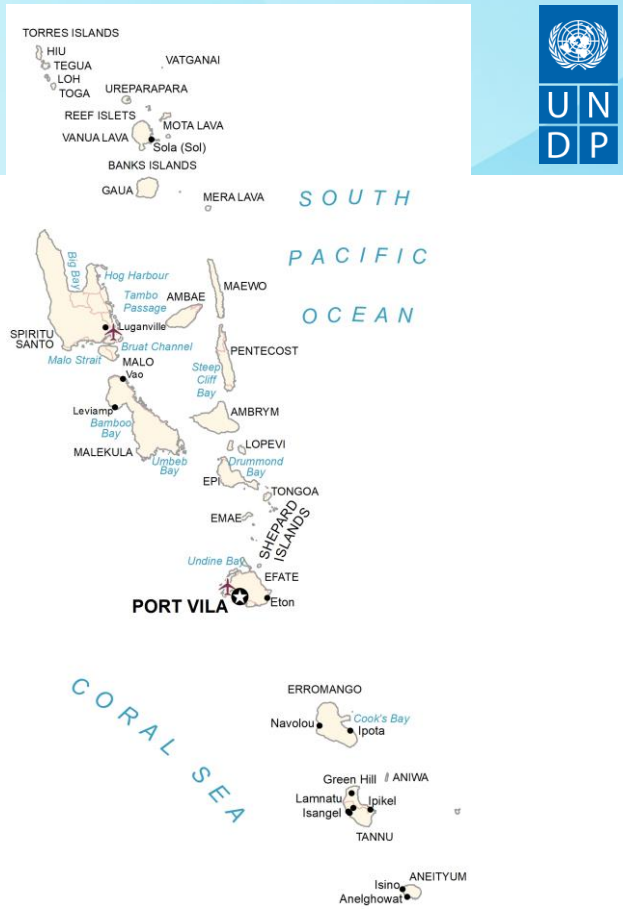 TORRES ISLANDS
HIU
TEGUA
LOH
TOGA
VATGANAI
UREPARAPARA
REEF ISLETS
MOTA LAVA
VANUA LAVA
Sola (Sol)
BANKS ISLANDS
GAUA
MERA LAVA
UN
DP
SOUTH
PACIFIC
OCEAN
Big Bay
Hog Harbour
Tambo
Passage
AMBAE
MAEWO
Luganville
SPIRITU
SANTO
Bruat Channel
Malo Strait
MALO
PENTECOST
Vao
Steep
Cliff
Bay
Leviamp
Bamboo
Bay
AMBRYM
MALEKULA
Umbeb
Bay
LOPEVI
Drummond
Bay
EPI
TONGOA
EMAE
SHEPARD
ISLANDS
Undine Bay
EFATE
PORT VILA
Eton
CORAL SEA
ERROMANGO
Navolou
Cook's Bay
Ipota
Green Hill
ANIWA
Lamnatu
Ipikel
Isangel
TANNU
ANEITYUM
Isino
Anelghowat